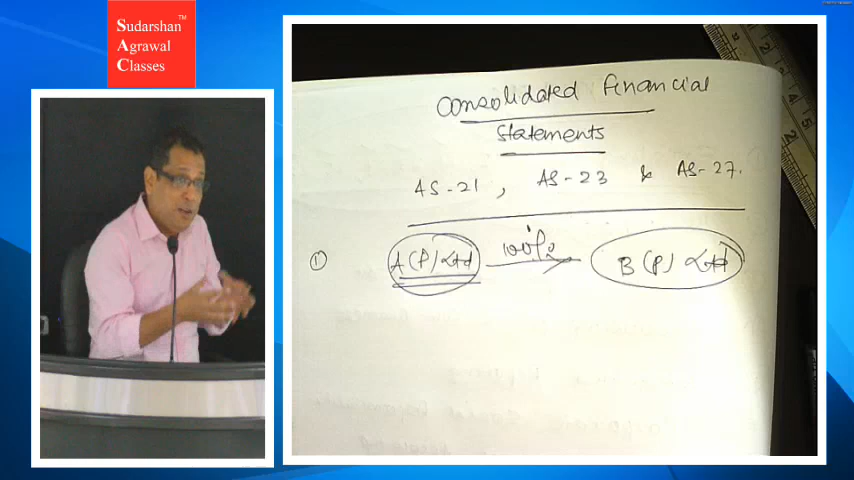 Sudarshan™
Agrawal
Classes
Consolidated Financial
Statements
AS-21, AS-23 & AS-27.
① A (P) Ltd 100% B (P) Ltd